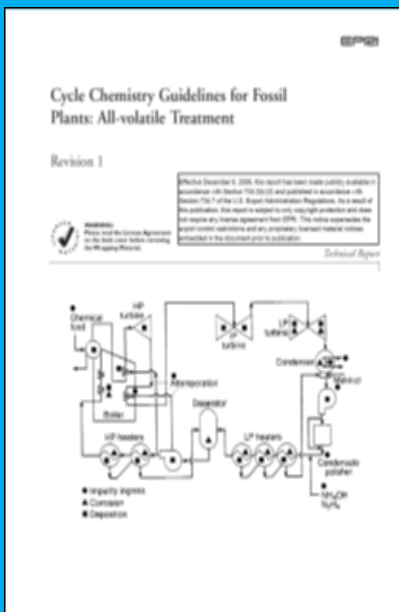 EPRI
Cycle Chemistry Guidelines for Fossil
Plants: All-volatile Treatment
Revision 1
Effective December 6, 2006, this report has been made publicly available in
accordance with Section 734.3(b)(3) and published in accordance with
Section 734.7 of the U.S. Export Administration Regulations. As a result of
this publication, this report is subject to only copyright protection and does
not require any license agreement from EPRI. This notice supersedes the
export control restrictions and any proprietary licensed material notices
embedded in the document prior to publication.
WARNING:
Please read the License Agreement
on the back cover before removing
the Wrapping Material.
Technical Report
Chemical
feed
HP
turbine
IP
turbine
LP
turbine
Condenser
Makeup
Attemporation
Deaerator
Boiler
HP heaters
LP heaters
Condensate
polisher
Impurity ingress
Corrosion
Deposition
NH4OH
N2H4